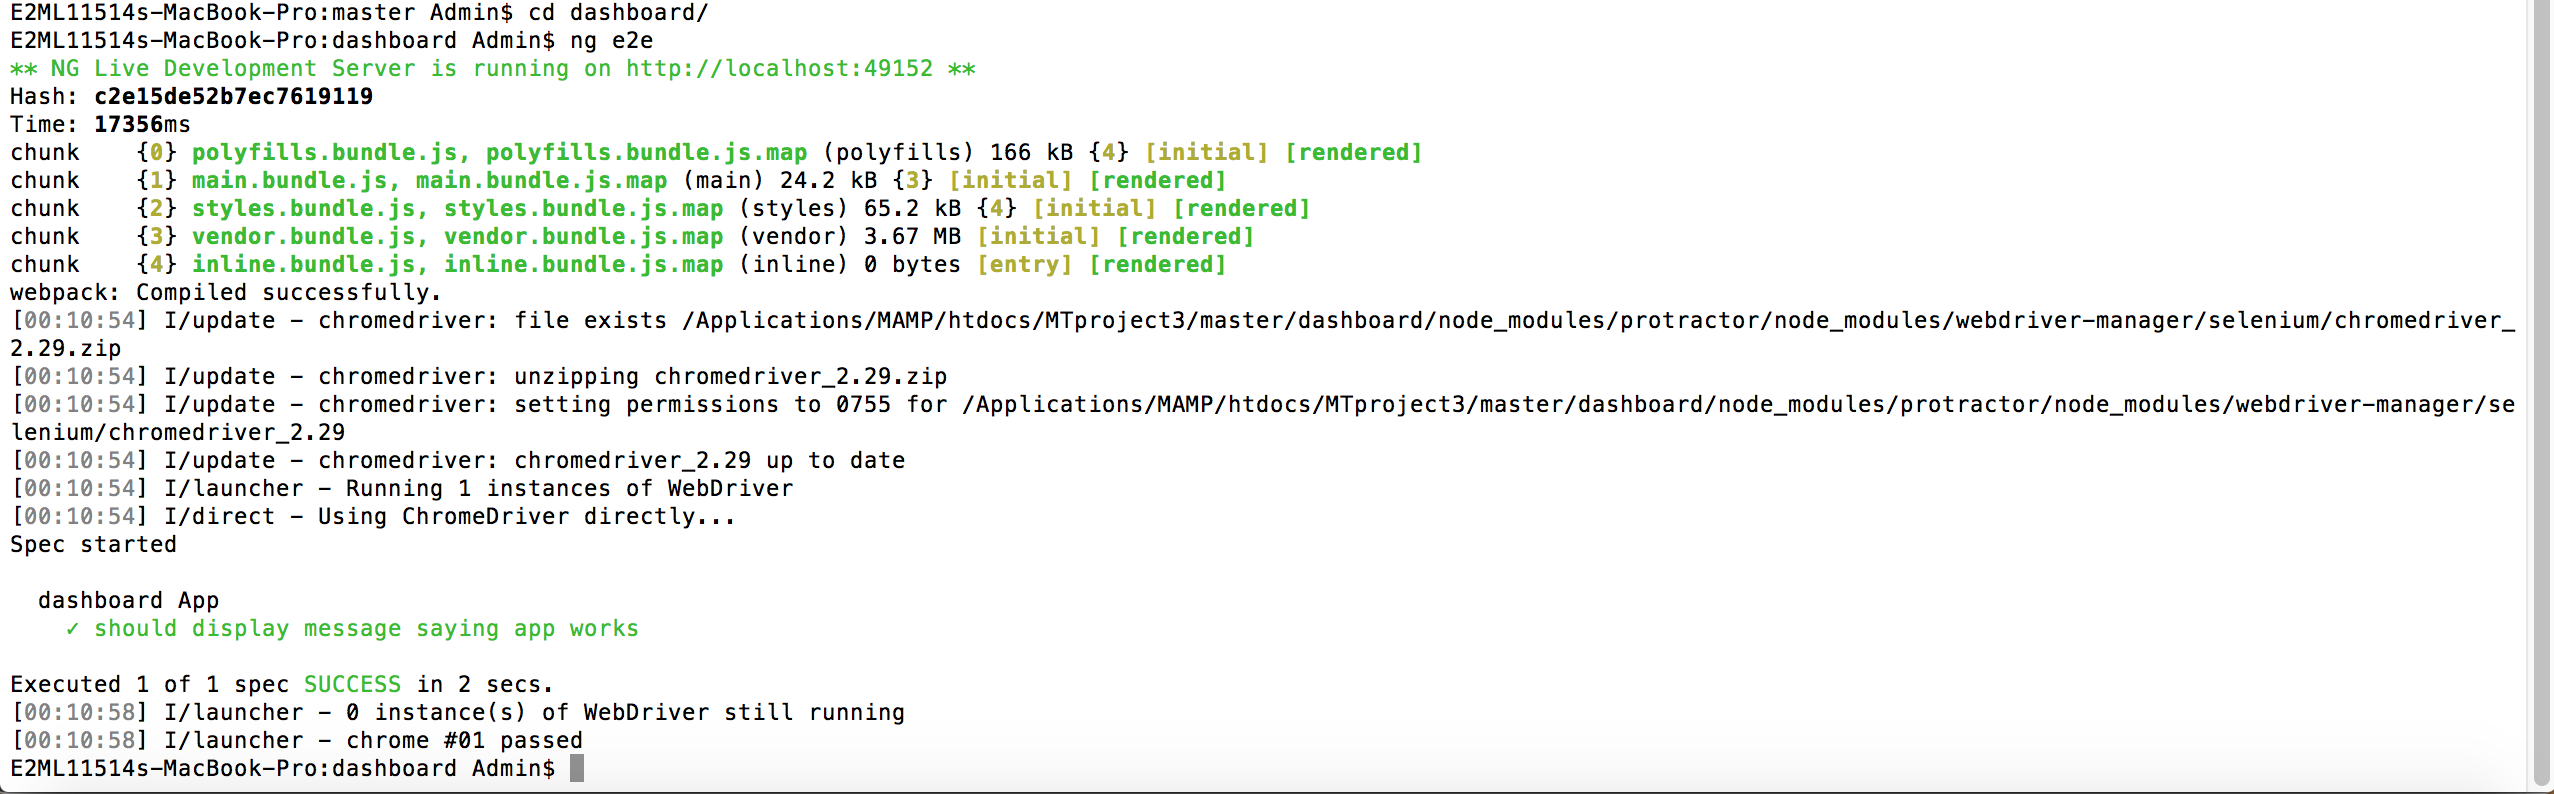 E2ML11514s-MacBook-Pro:master Admin$ cd dashboard/
E2ML11514s-MacBook-Pro:dashboard Admin$ ng e2e
** NG Live Development Server is running on http://localhost:49152 **
Hash: c2e15de52b7ec7619119
Time: 17356ms
chunk    {0} polyfills.bundle.js, polyfills.bundle.js.map (polyfills) 166 kB {4} [initial] [rendered]
chunk    {1} main.bundle.js, main.bundle.js.map (main) 24.2 kB {3} [initial] [rendered]
chunk    {2} styles.bundle.js, styles.bundle.js.map (styles) 65.2 kB {4} [initial] [rendered]
chunk    {3} vendor.bundle.js, vendor.bundle.js.map (vendor) 3.67 MB [initial] [rendered]
chunk    {4} inline.bundle.js, inline.bundle.js.map (inline) 0 bytes [entry] [rendered]
webpack: Compiled successfully.
[00:10:54] I/update - chromedriver: file exists /Applications/MAMP/htdocs/MTproject3/master/dashboard/node_modules/protractor/node_modules/webdriver-manager/selenium/chromedriver_
2.29.zip
[00:10:54] I/update - chromedriver: unzipping chromedriver_2.29.zip
[00:10:54] I/update - chromedriver: setting permissions to 0755 for /Applications/MAMP/htdocs/MTproject3/master/dashboard/node_modules/protractor/node_modules/webdriver-manager/se
lenium/chromedriver_2.29
[00:10:54] I/update - chromedriver: chromedriver_2.29 up to date
[00:10:54] I/launcher - Running 1 instances of WebDriver
[00:10:54] I/direct - Using ChromeDriver directly...
Spec started
  dashboard App
    ✓ should display message saying app works
Executed 1 of 1 spec SUCCESS in 2 secs.
[00:10:58] I/launcher - 0 instance(s) of WebDriver still running
[00:10:58] I/launcher - chrome #01 passed
E2ML11514s-MacBook-Pro:dashboard Admin$